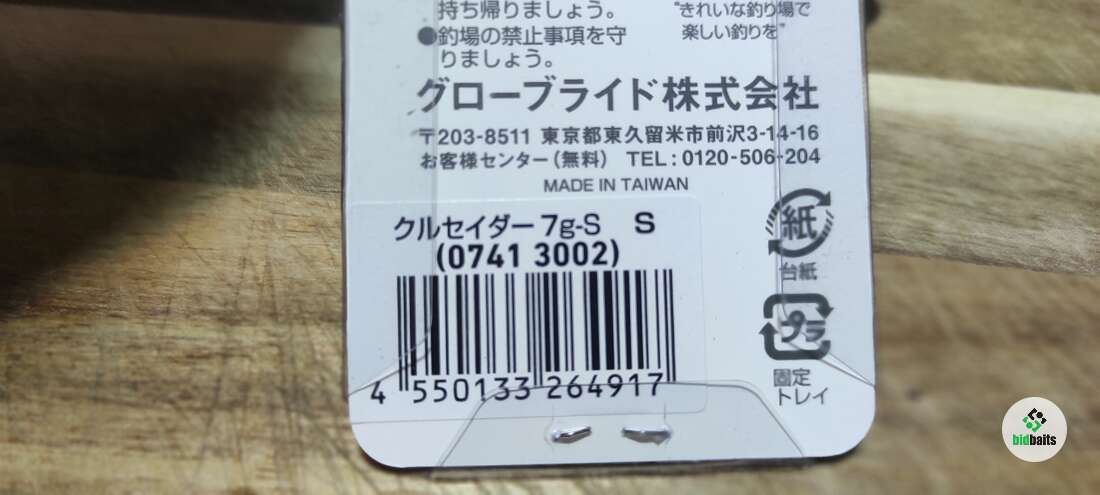 持ち帰りましょう。
●釣場の禁止事項を守
りましょう。
"きれいな釣り場で
楽しい釣りを"
グローブライド株式会社
〒203-8511 東京都東久留米市前沢3-14-16
お客様センター(無料) TEL:0120-506-204
MADE IN TAIWAN
クルセイダー 7g-S S
(0741 3002)
4 550133 264917
紙
台紙
プラ
固定
トレイ
bidbaits